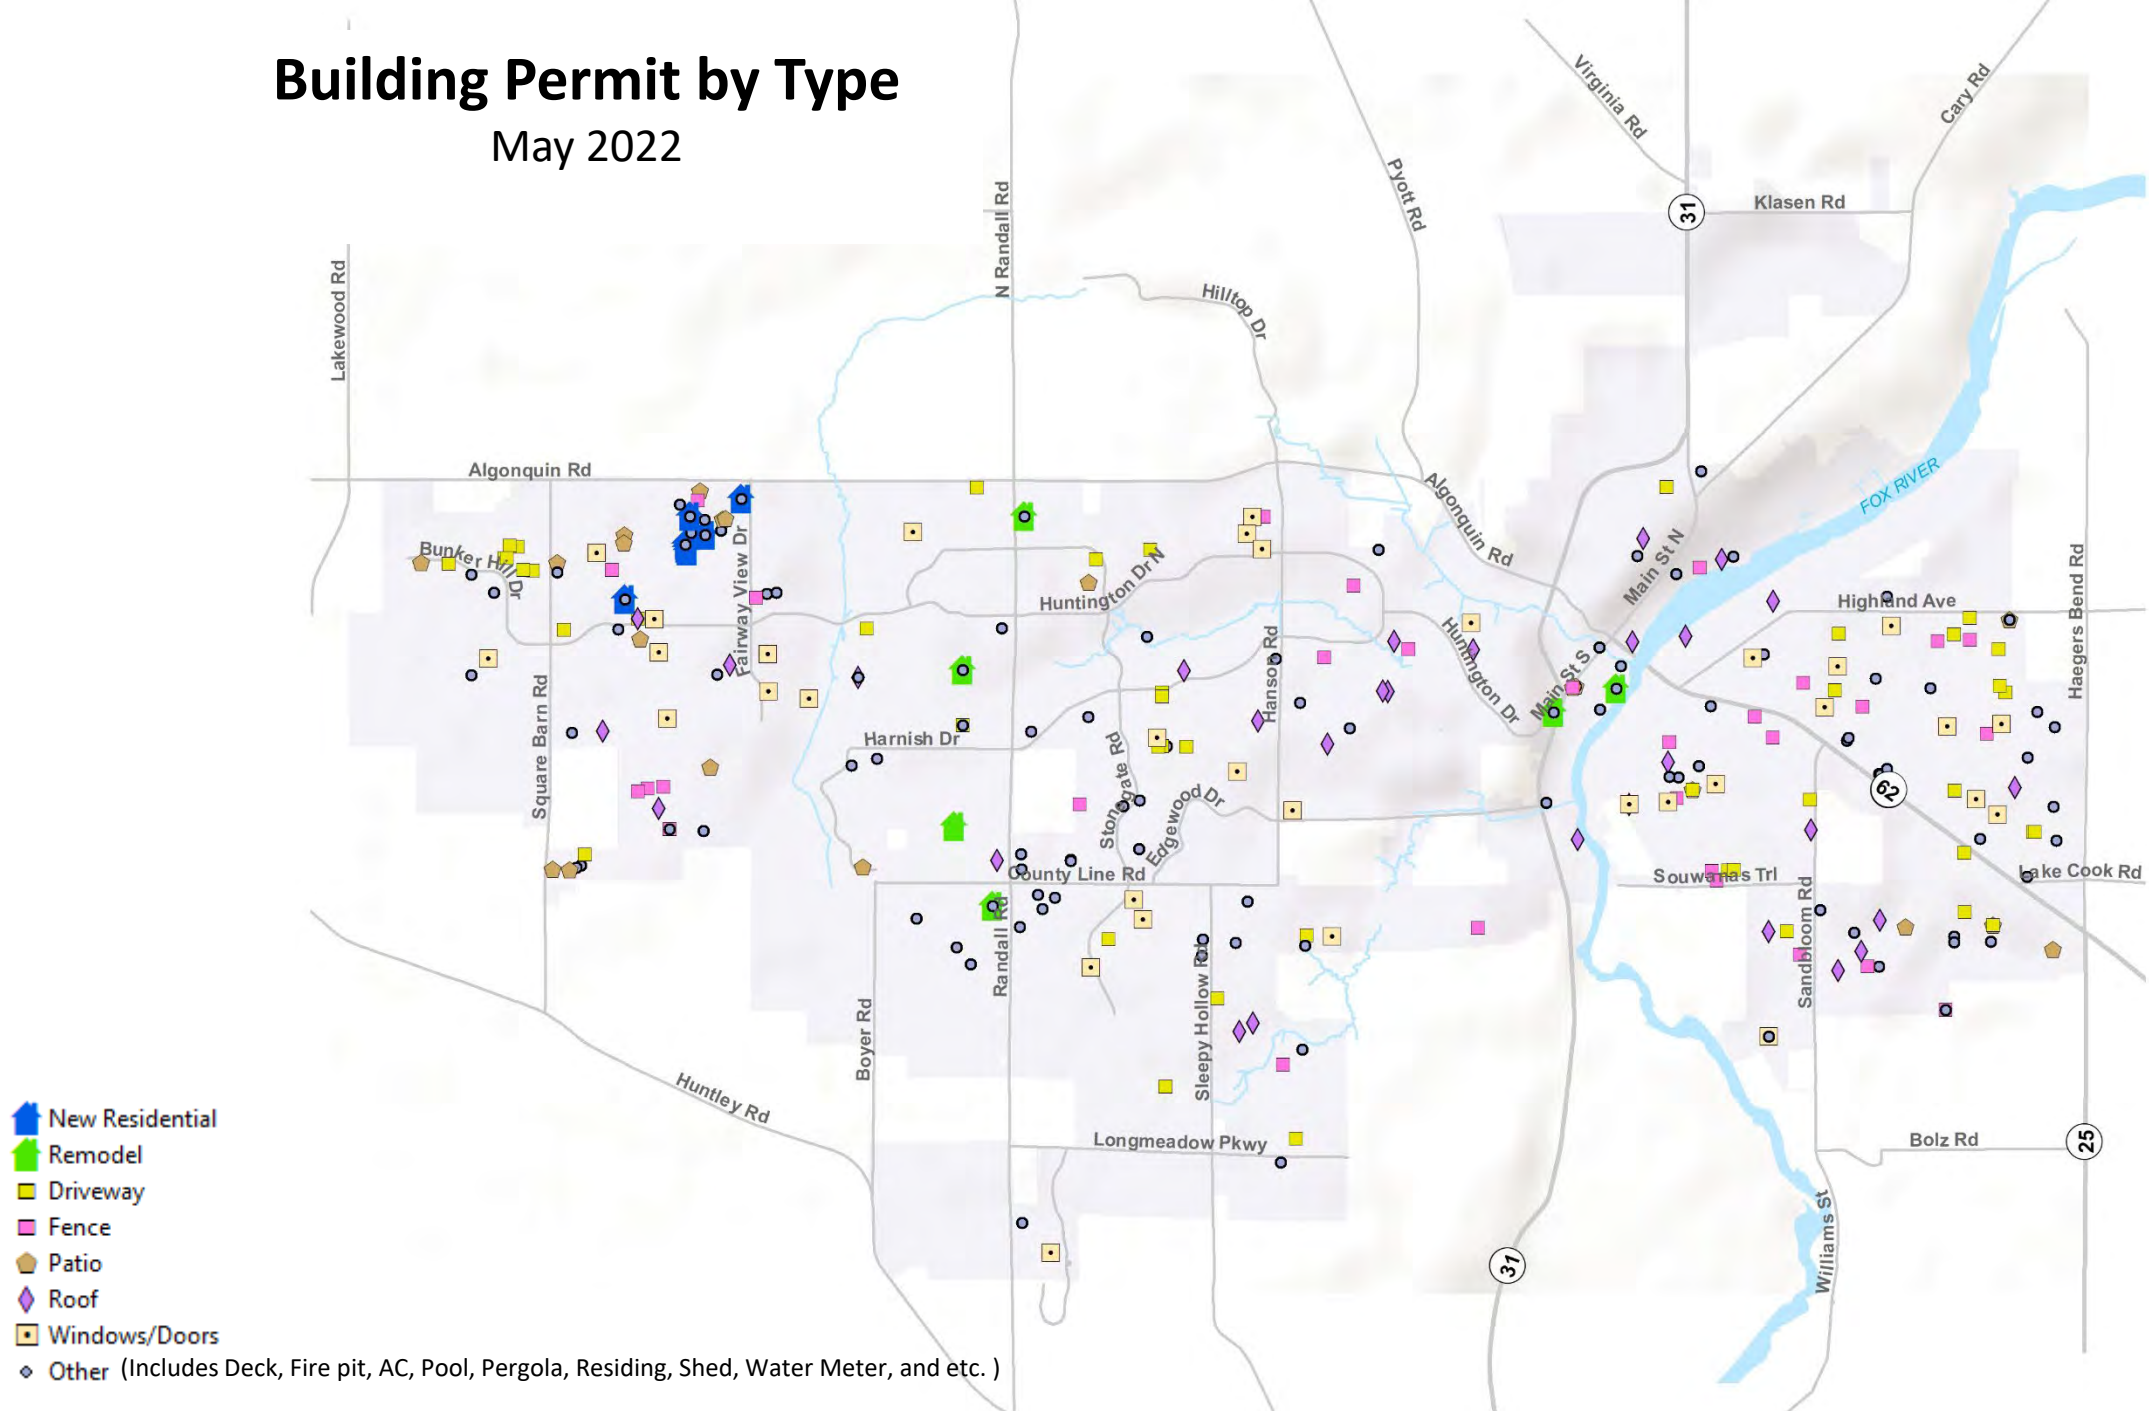 Building Permit by Type
May 2022
Virginia Rd
Cary Rd
Pyott Rd
N Randall Rd
31
Klasen Rd
Lakewood Rd
Hilltop Dr
Algonquin Rd
Algonquin Rd
FOX RIVER
Bunker Hill Dr
Fairway View Dr
Huntington Dr N
Main St N
Highland Ave
Haegers Bend Rd
Huntington Dr
Main St S
Hanson Rd
Square Barn Rd
Harnish Dr
Stonegate Rd
Edgewood Dr
62
County Line Rd
Souwanas Trl
Lake Cook Rd
Randall Rd
Sleepy Hollow Rd
Sandbloom Rd
Boyer Rd
Huntley Rd
Longmeadow Pkwy
Bolz Rd
25
Williams St
31
New Residential
Remodel
Driveway
Fence
Patio
Roof
Windows/Doors
Other (Includes Deck, Fire pit, AC, Pool, Pergola, Residing, Shed, Water Meter, and etc. )